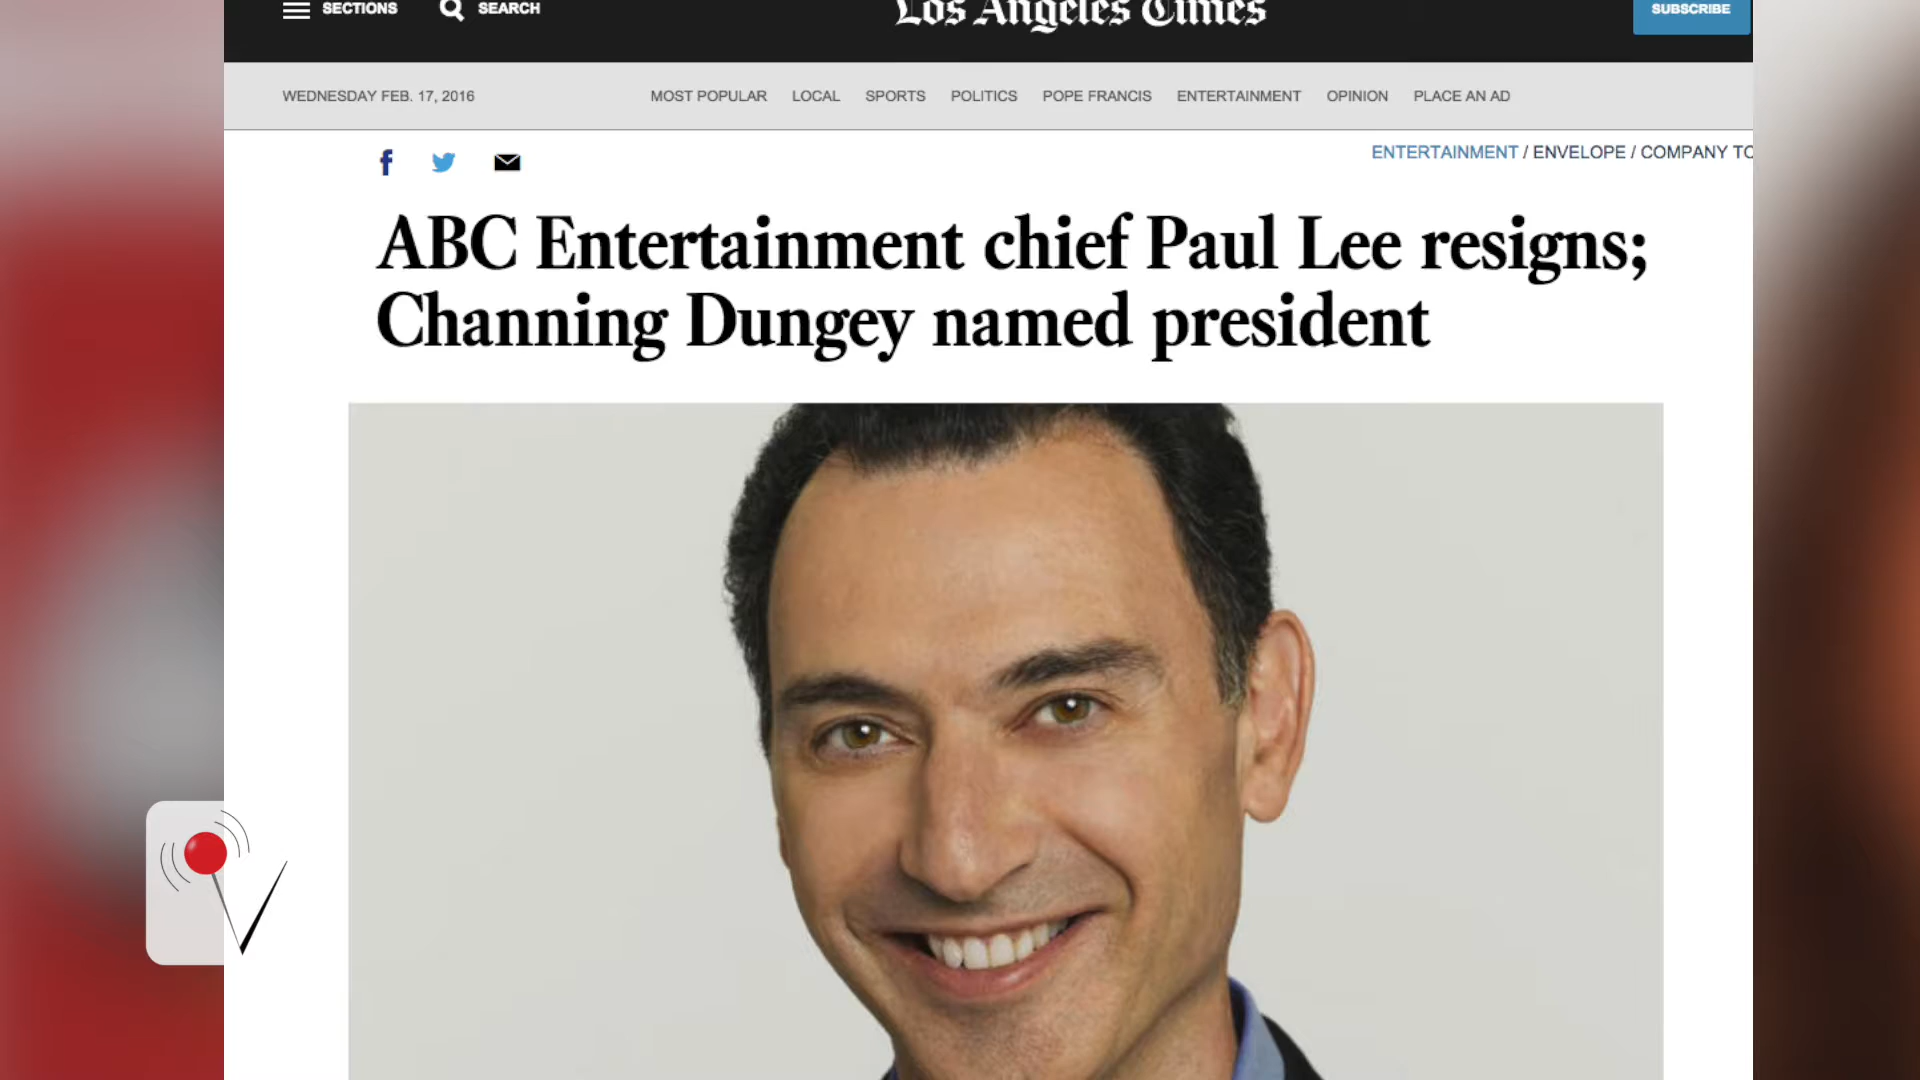 SECTIONS
SEARCH
Los Angeles Times
SUBSCRIBE
WEDNESDAY FEB. 17, 2016
MOST POPULAR LOCAL SPORTS POLITICS POPE FRANCIS ENTERTAINMENT OPINION PLACE AN AD
ENTERTAINMENT / ENVELOPE / COMPANY TO
ABC Entertainment chief Paul Lee resigns;
Channing Dungey named president